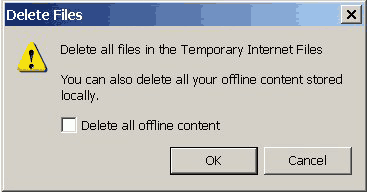 Delete Files
Delete all files in the Temporary Internet Files
You can also delete all your offline content stored
locally.
Delete all offline content
OK
Cancel